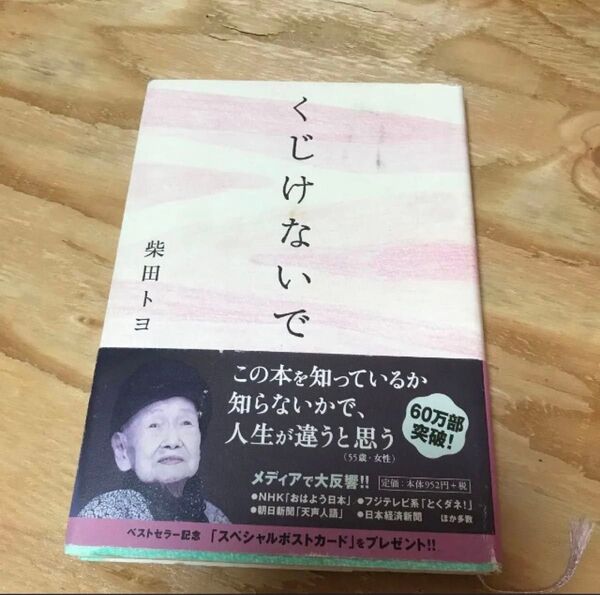 くじけないで
柴田トヨ
この本を知っているか
知らないかで、
人生が違うと思う
（55歳・女性）
60万部
突破！
メディアで大反響!!
定価：本体952円+税
●NHK「おはよう日本」 ●フジテレビ系「とくダネ！」
●朝日新聞「天声人語」 ●日本経済新聞 ほか多数
ベストセラー記念 「スペシャルポストカード」をプレゼント!!